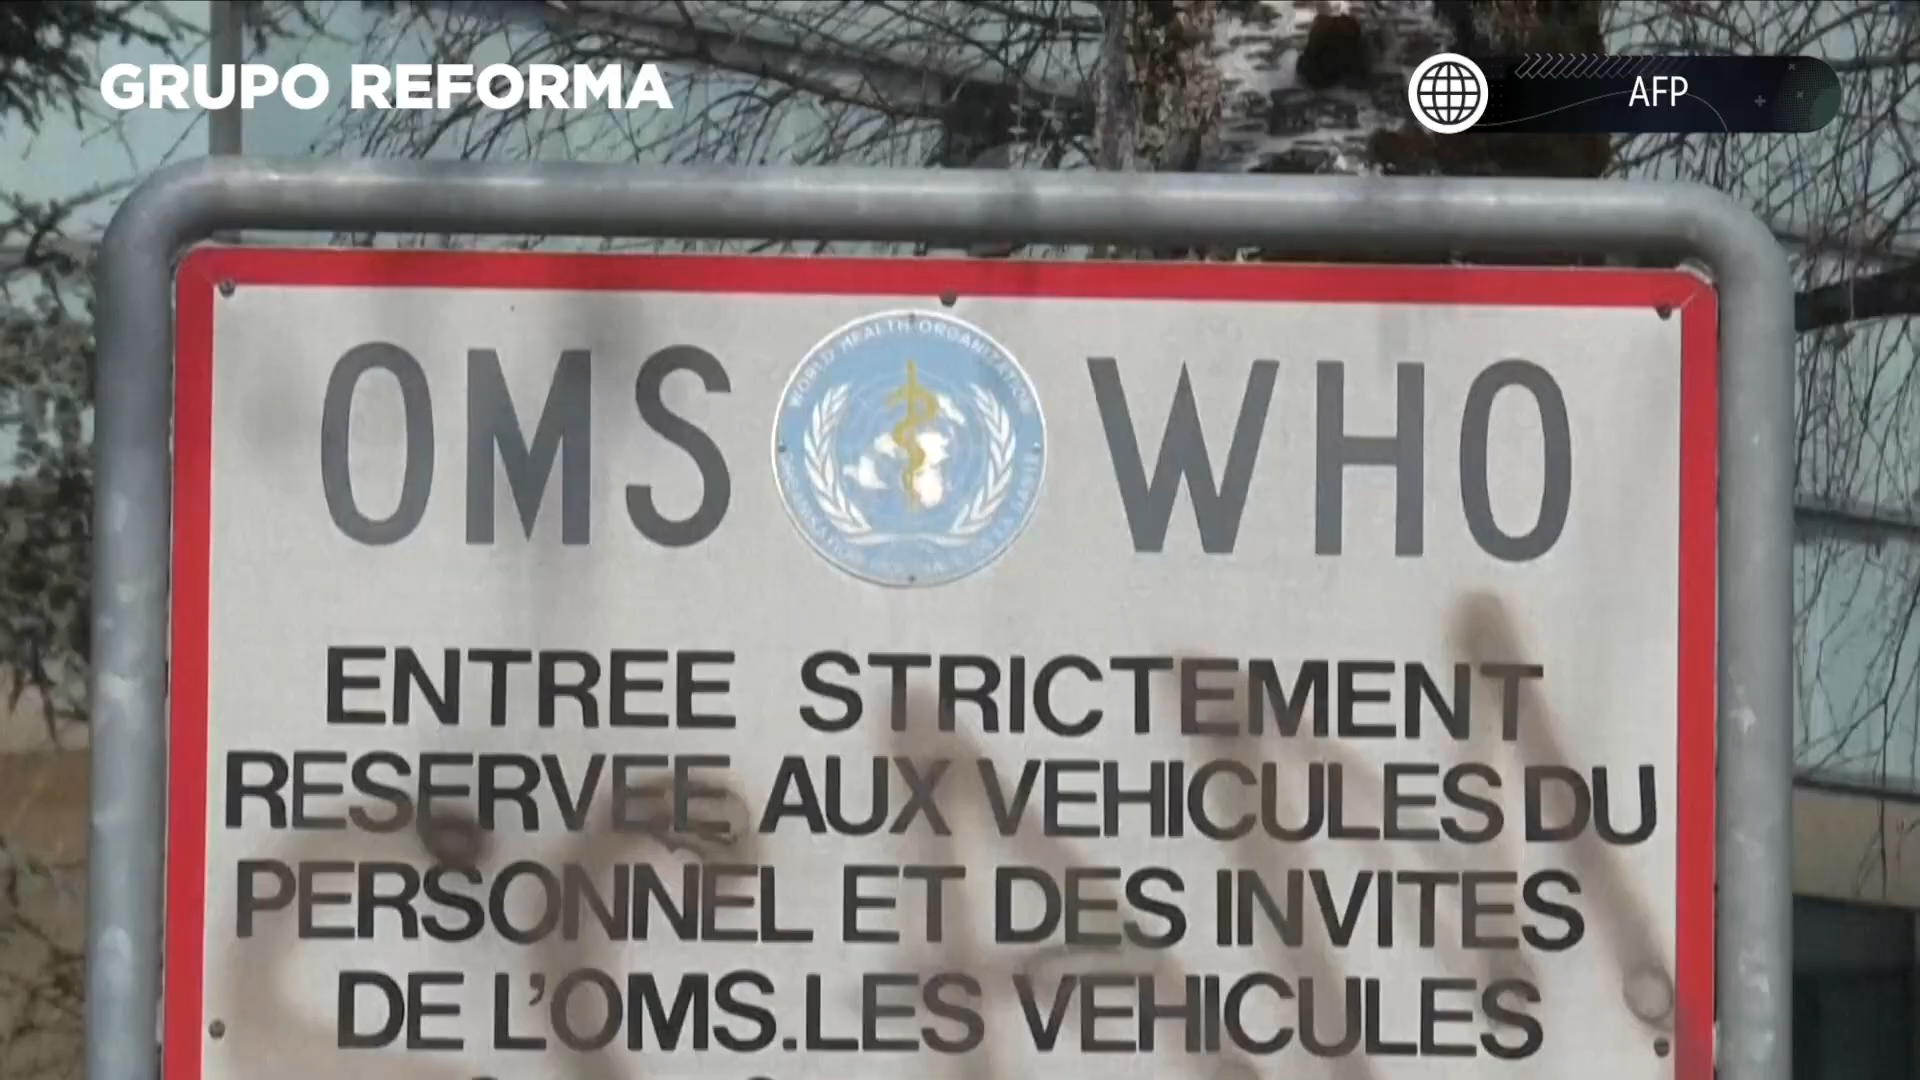 GRUPO REFORMA
AFP
OMS WHO
WORLD HEALTH ORGANIZATION
ENTREE STRICTEMENT
RESERVEE AUX VEHICULES DU
PERSONNEL ET DES INVITES
DE L'OMS.LES VEHICULES